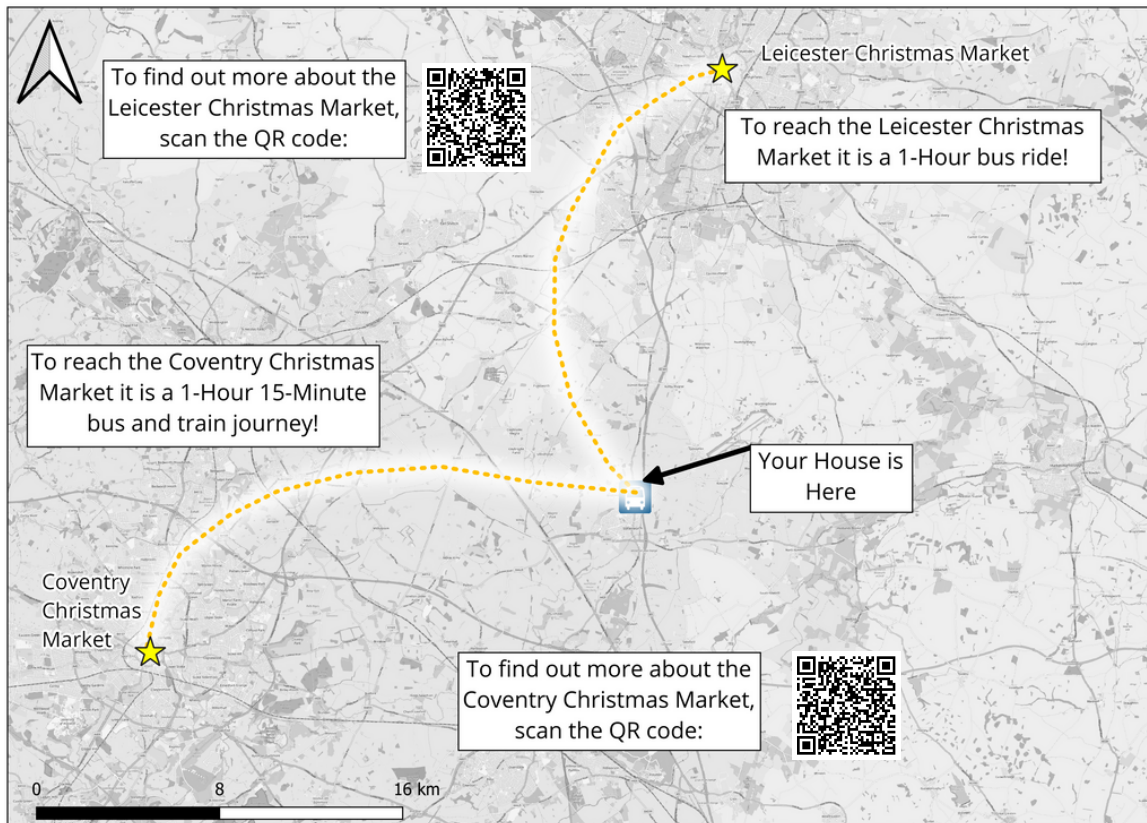 Leicester Christmas Market
To find out more about the
Leicester Christmas Market,
scan the QR code:
To reach the Leicester Christmas
Market it is a 1-Hour bus ride!
To reach the Coventry Christmas
Market it is a 1-Hour 15-Minute
bus and train journey!
Your House is
Here
Coventry
Christmas
Market
To find out more about the
Coventry Christmas Market,
scan the QR code:
0 8 16 km